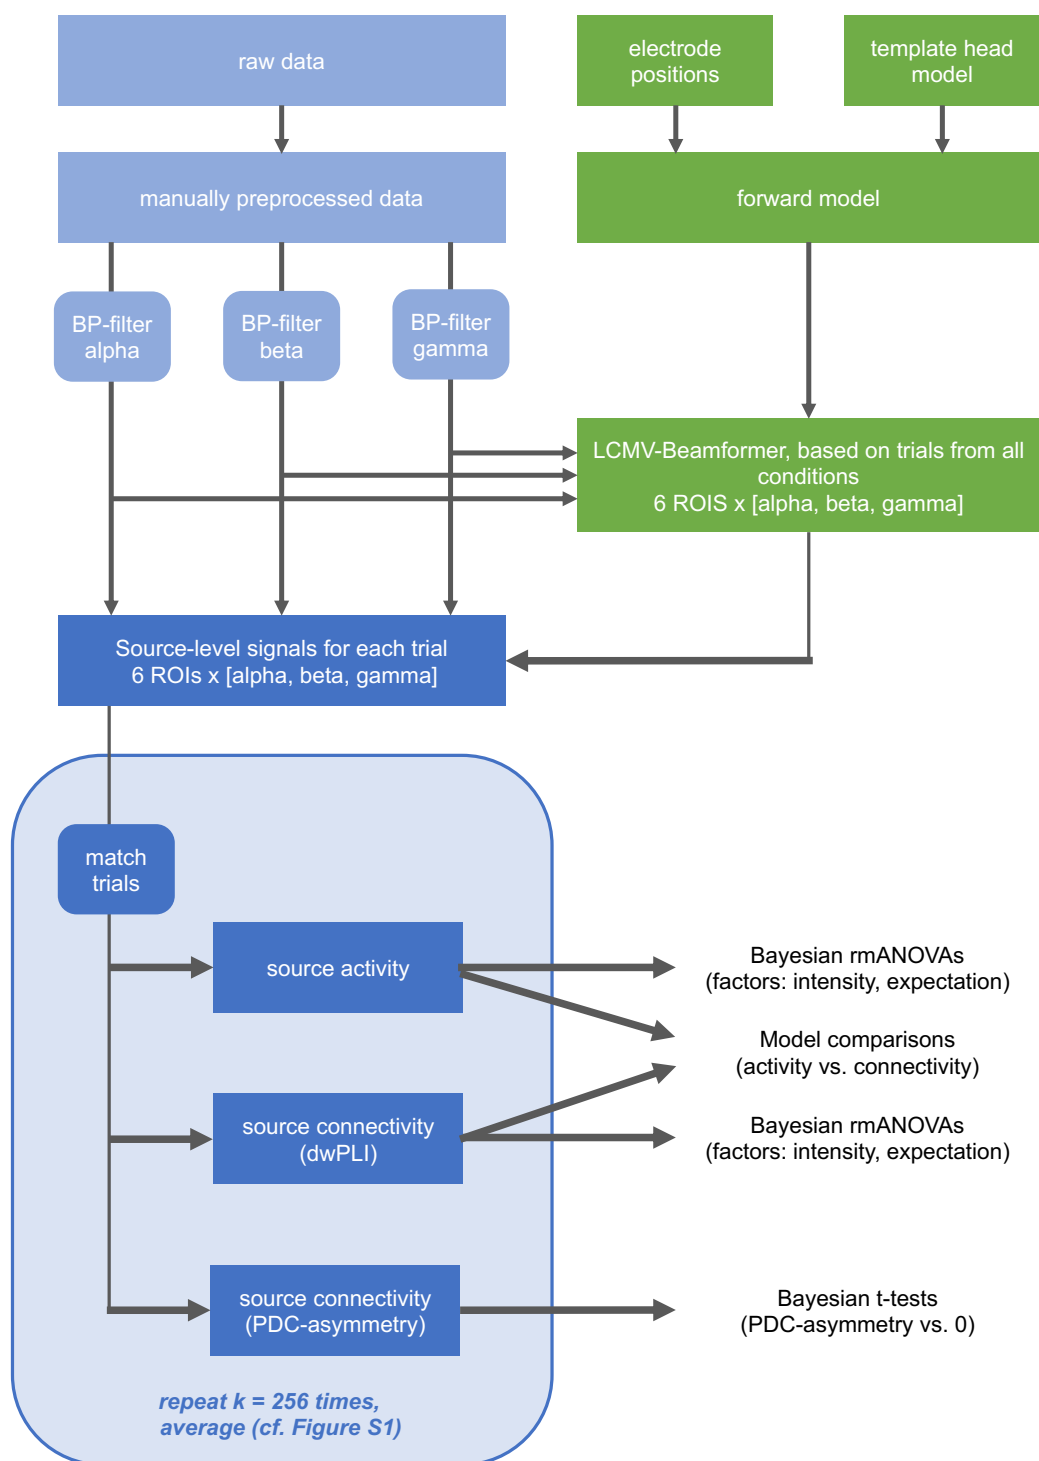 raw data
electrode
positions
template head
model
manually preprocessed data
forward model
BP-filter
alpha
BP-filter
beta
BP-filter
gamma
LCMV-Beamformer, based on trials from all
conditions
6 ROIS x [alpha, beta, gamma]
Source-level signals for each trial
6 ROIs x [alpha, beta, gamma]
match
trials
source activity
Bayesian rmANOVAs
(factors: intensity, expectation)
Model comparisons
(activity vs. connectivity)
source connectivity
(dwPLI)
Bayesian rmANOVAs
(factors: intensity, expectation)
source connectivity
(PDC-asymmetry)
Bayesian t-tests
(PDC-asymmetry vs. 0)
repeat k = 256 times,
average (cf. Figure S1)